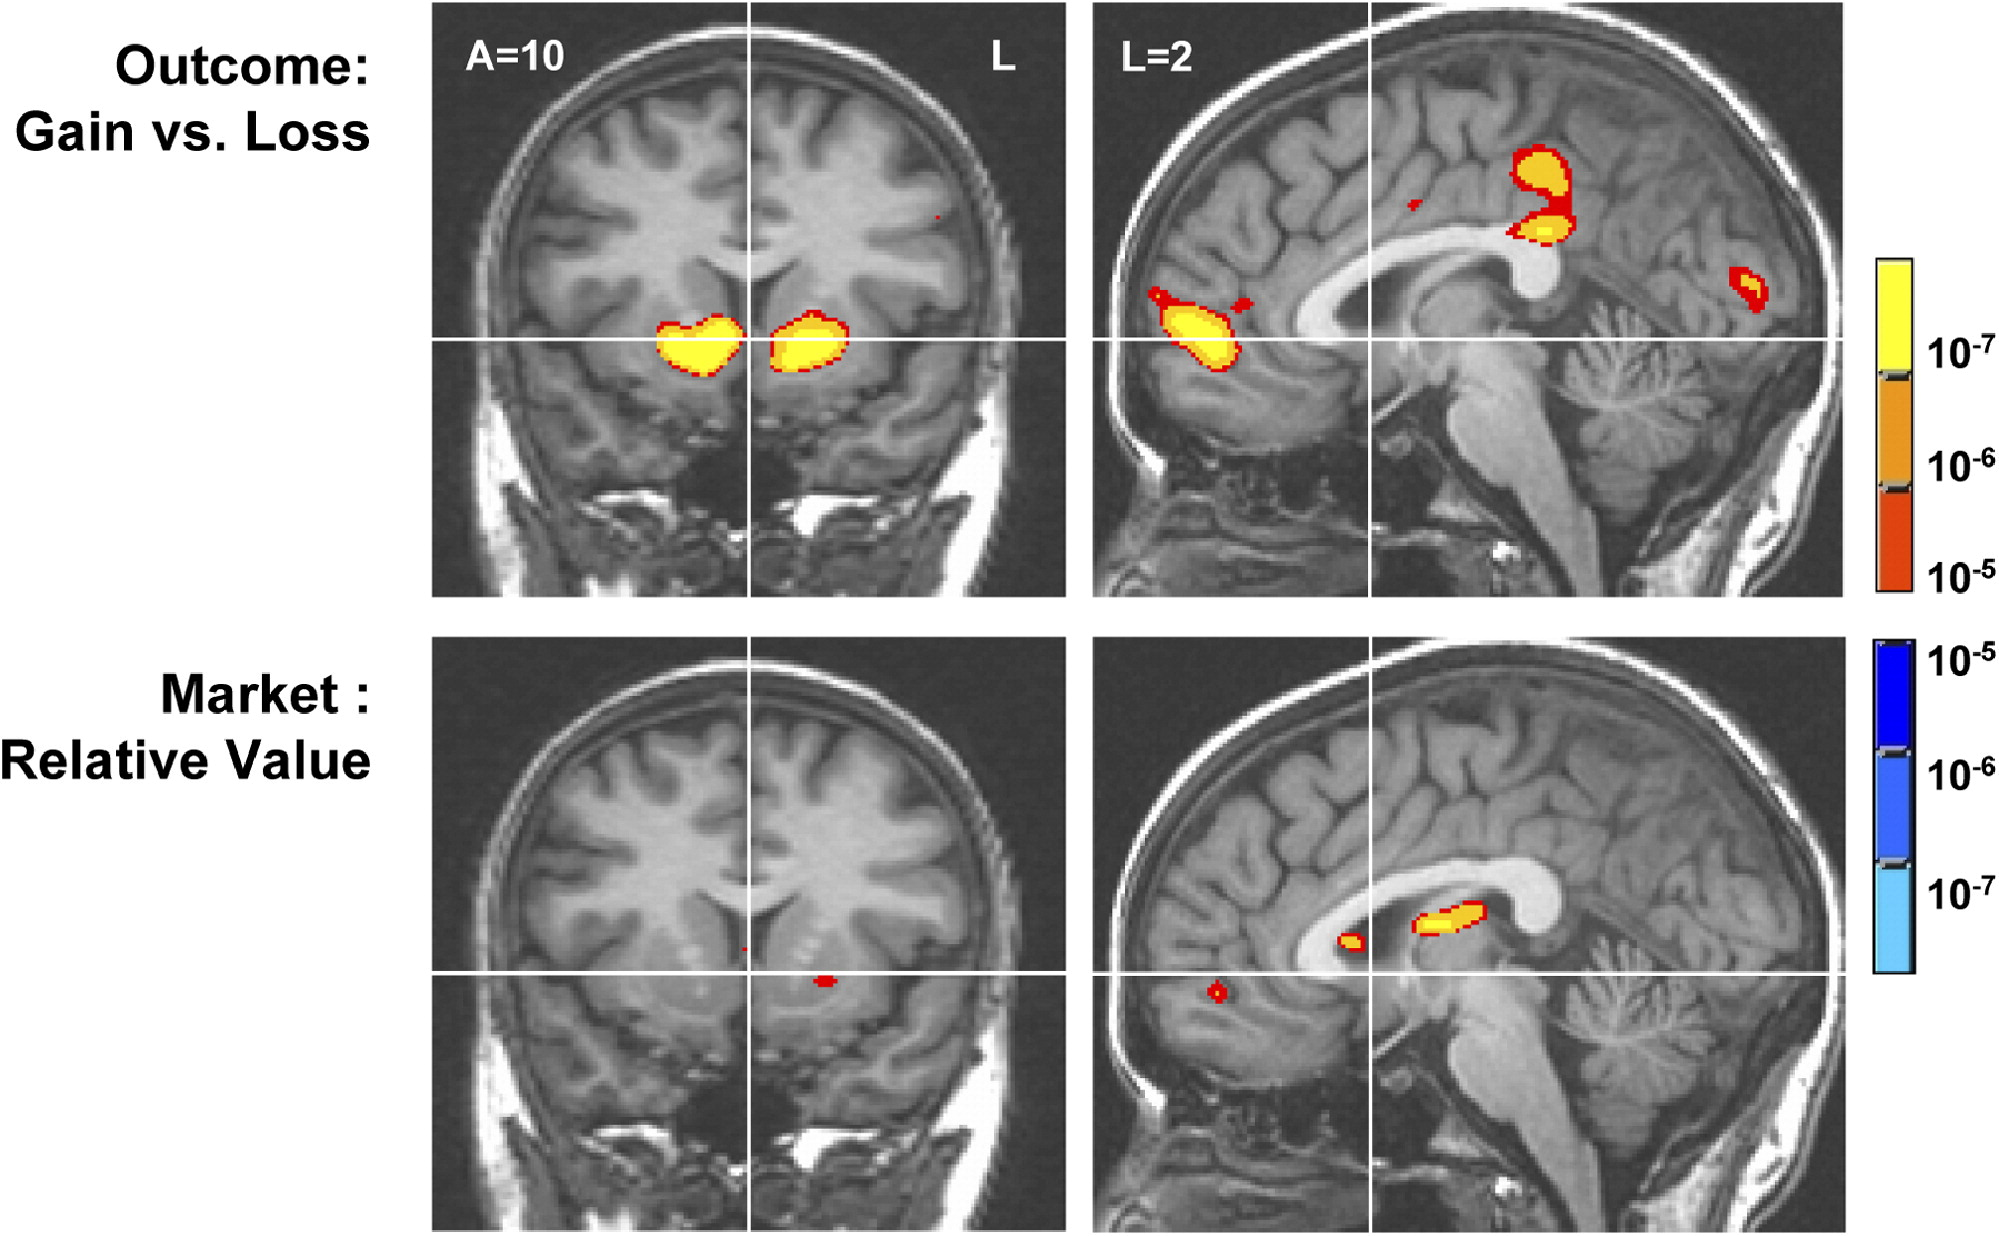 Outcome:
Gain vs. Loss
A=10
L
L=2
10-7
10-6
10-5
Market :
Relative Value
10-5
10-6
10-7